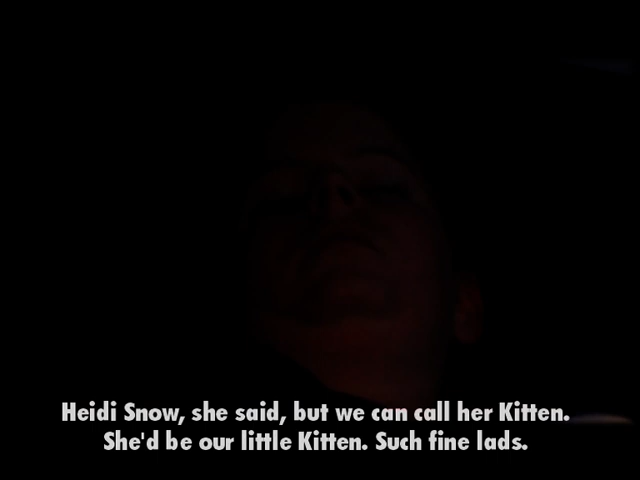 Heidi Snow, she said, but we can call her Kitten.
She'd be our little Kitten. Such fine lads.